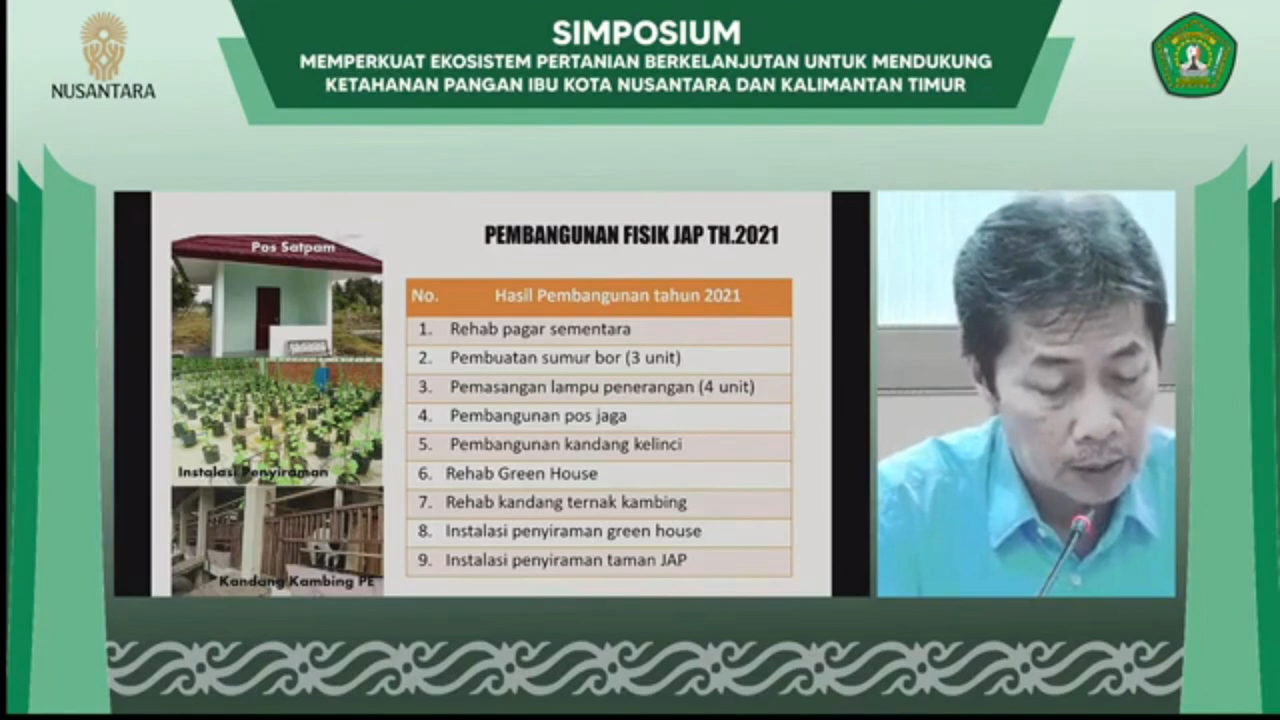 NUSANTARA
SIMPOSIUM
MEMPERKUAT EKOSISTEM PERTANIAN BERKELANJUTAN UNTUK MENDUKUNG
KETAHANAN PANGAN IBU KOTA NUSANTARA DAN KALIMANTAN TIMUR
PEMBANGUNAN FISIK JAP TH.2021
Pos Satpam
Instalasi Penyiraman
Kandang Kambing PE
No. Hasil Pembangunan tahun 2021
1. Rehab pagar sementara
2. Pembuatan sumur bor (3 unit)
3. Pemasangan lampu penerangan (4 unit)
4. Pembangunan pos jaga
5. Pembangunan kandang kelinci
6. Rehab Green House
7. Rehab kandang ternak kambing
8. Instalasi penyiraman green house
9. Instalasi penyiraman taman JAP